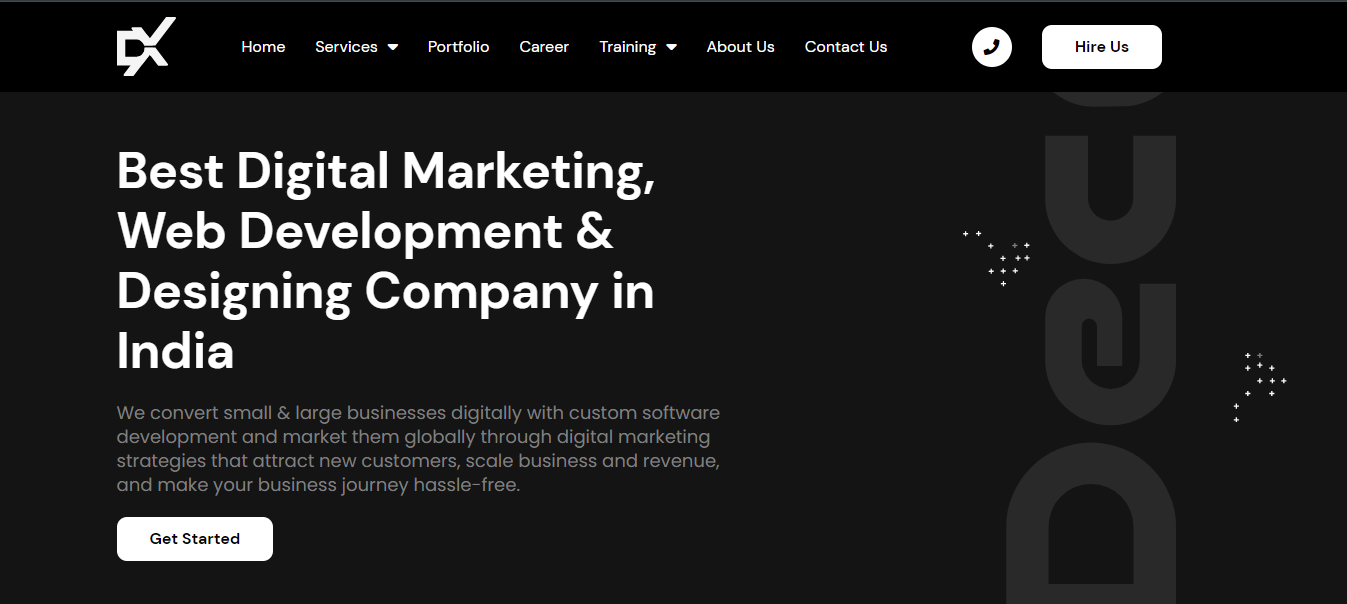 Home Services Portfolio Career Training About Us Contact Us Hire Us
Best Digital Marketing,
Web Development &
Designing Company in
India
We convert small & large businesses digitally with custom software
development and market them globally through digital marketing
strategies that attract new customers, scale business and revenue,
and make your business journey hassle-free.
Get Started